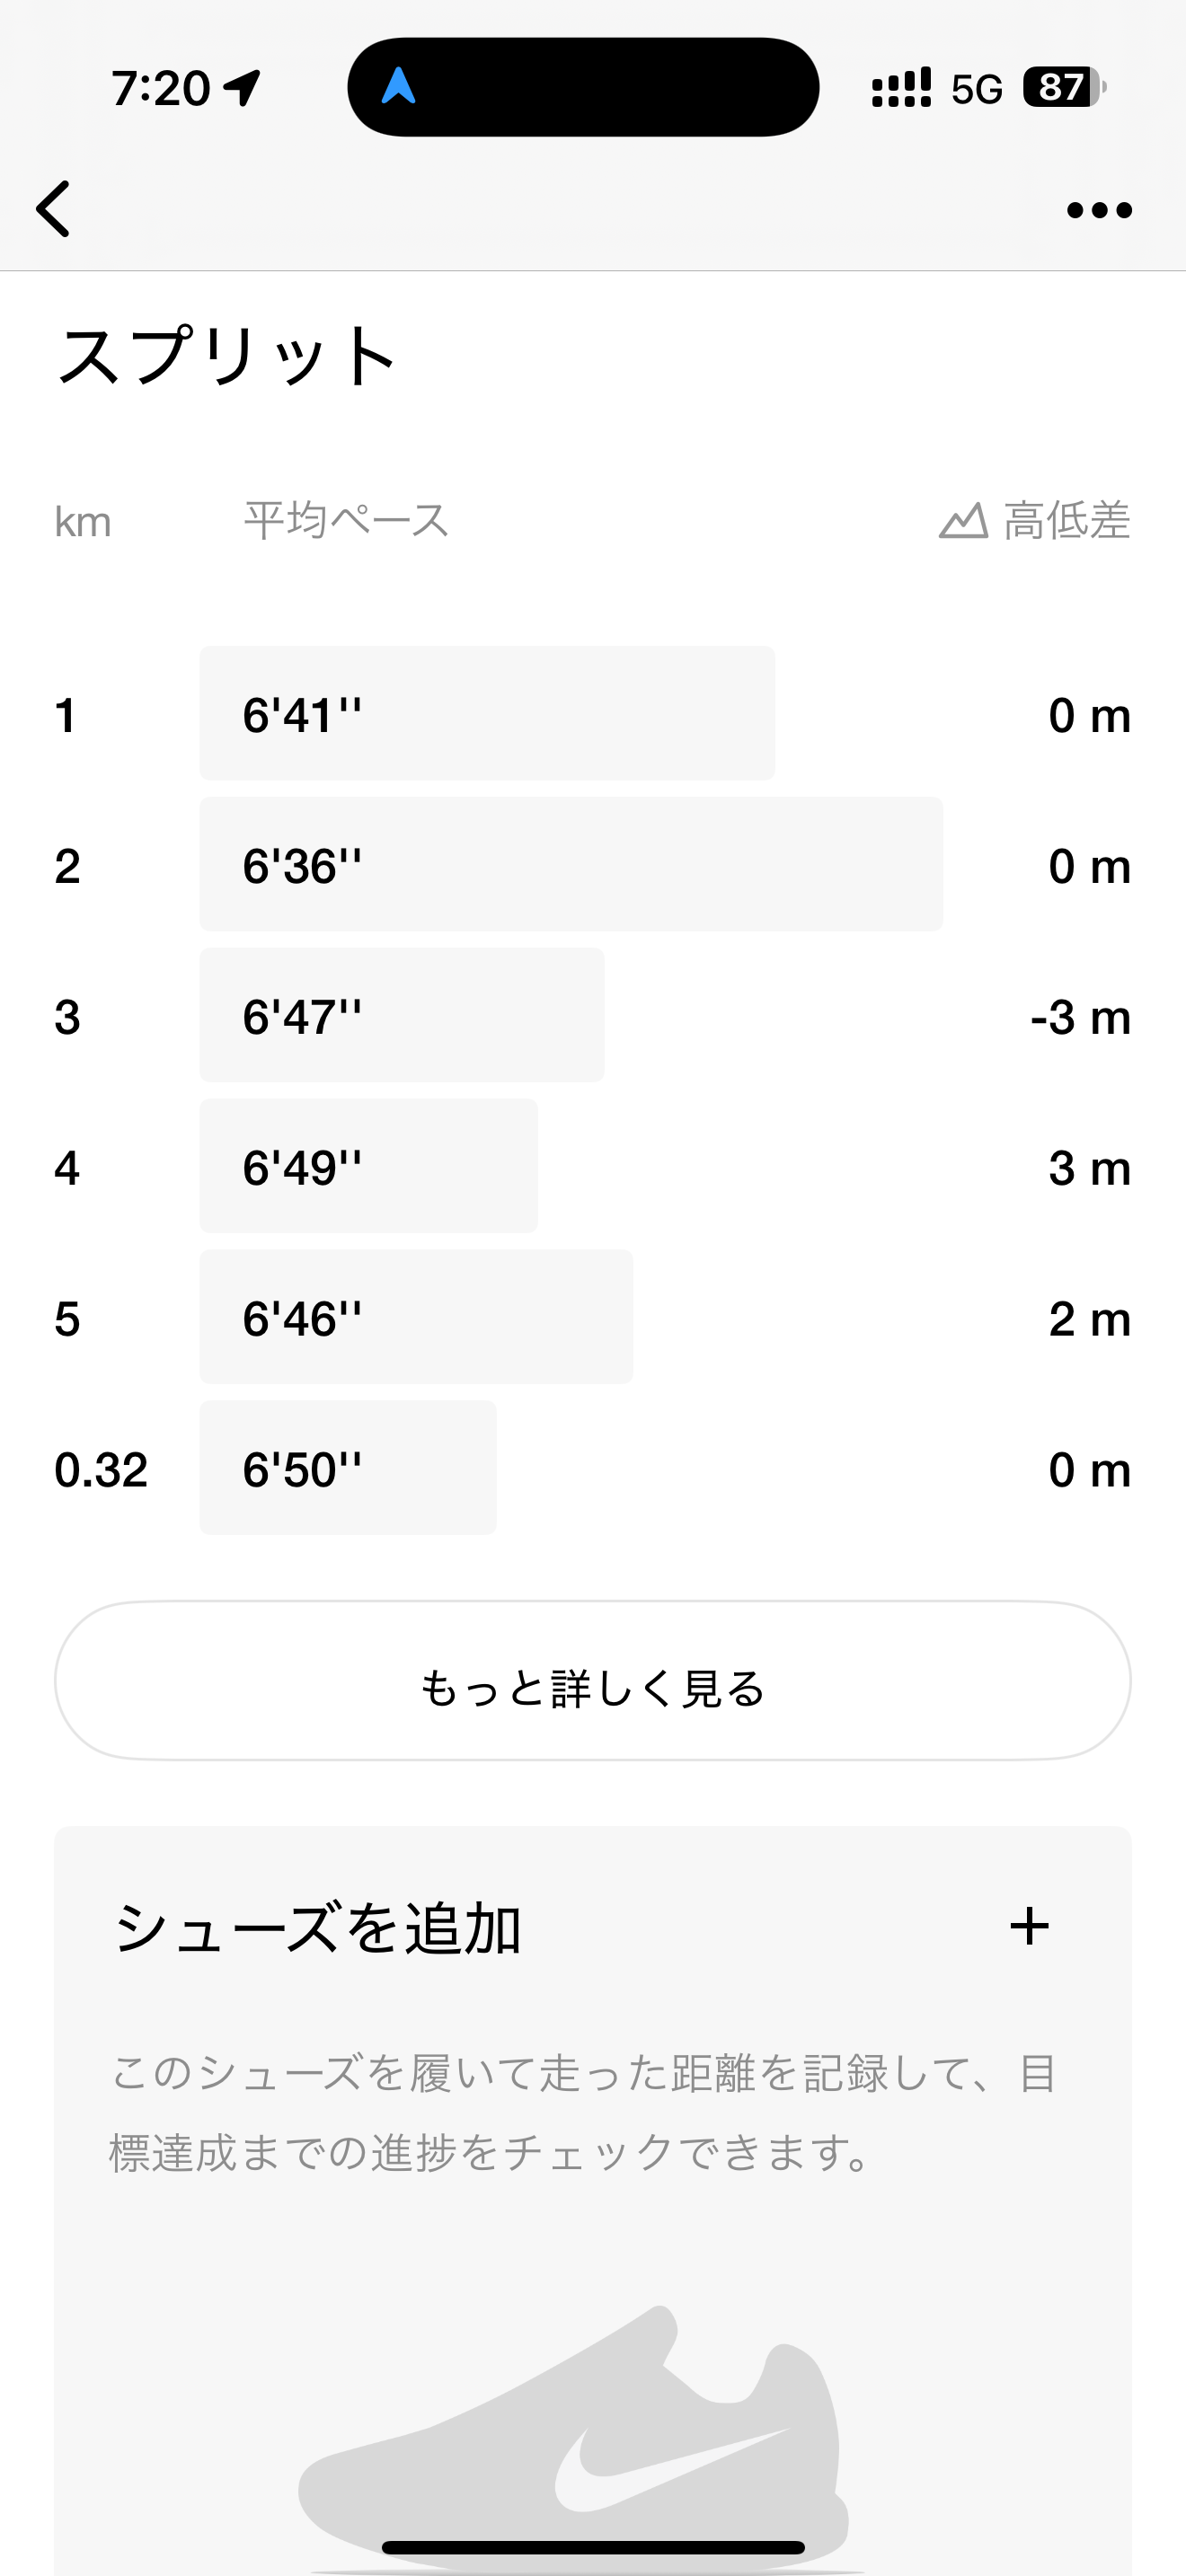 7:20 5G 87
スプリット
km 平均ペース 高低差
1 6'41'' 0 m
2 6'36'' 0 m
3 6'47'' -3 m
4 6'49'' 3 m
5 6'46'' 2 m
0.32 6'50'' 0 m
もっと詳しく見る
シューズを追加 +
このシューズを履いて走った距離を記録して、目
標達成までの進捗をチェックできます。